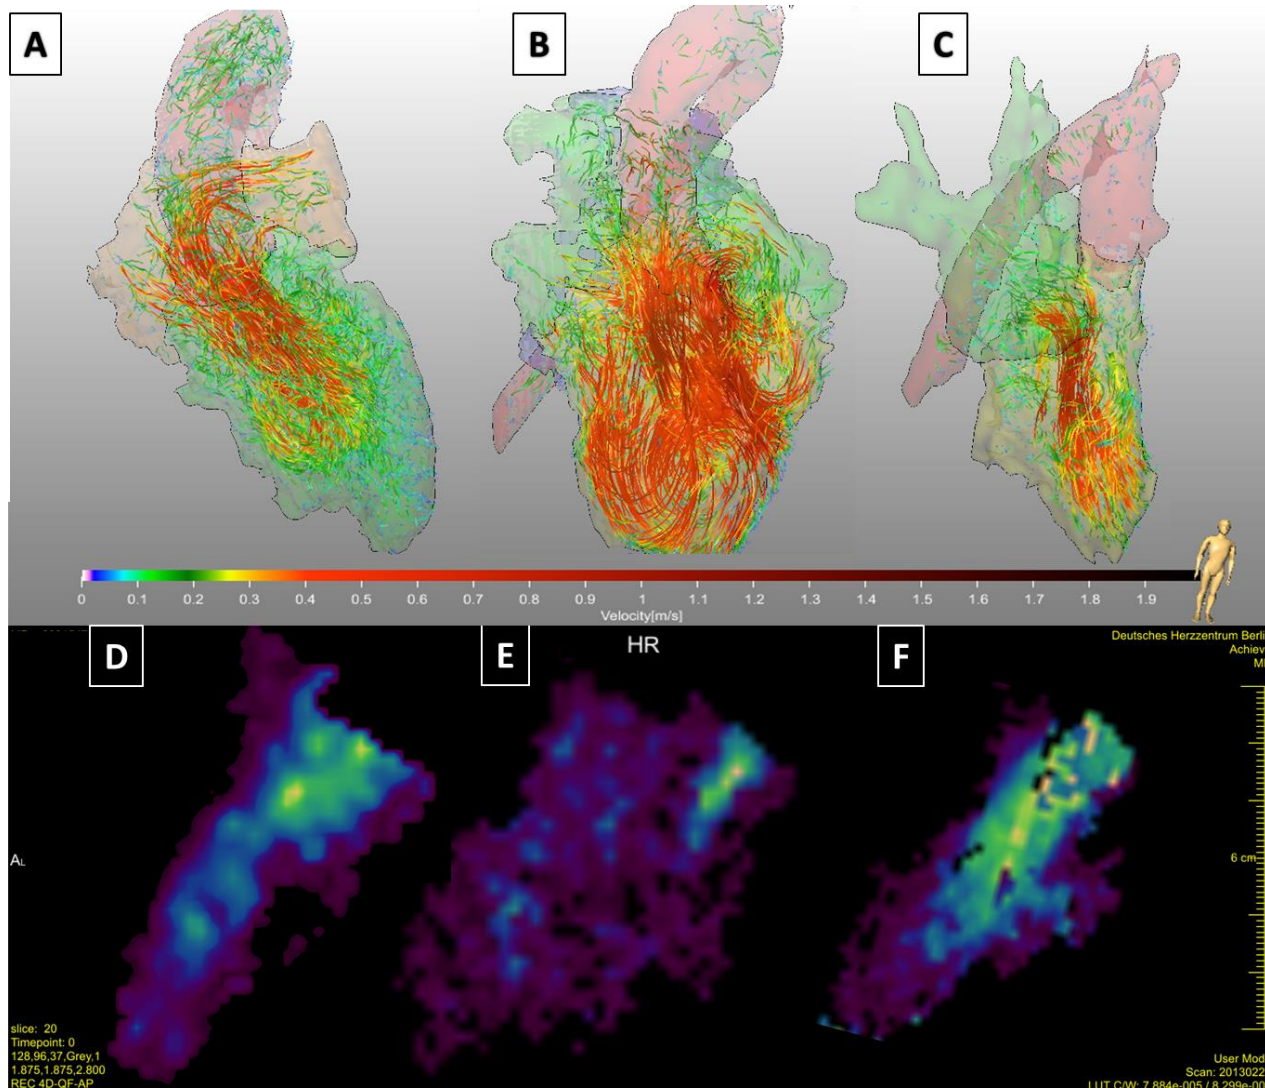 A
B
C
0 0.1 0.2 0.3 0.4 0.5 0.6 0.7 0.8 0.9 1 1.1 1.2 1.3 1.4 1.5 1.6 1.7 1.8 1.9
Velocity[m/s]
D
E
HR
F
Deutsches Herzzentrum Berli
Achiev
AL
6 cm
slice: 20
Timepoint: 0
128,96,37,Grey,1
1.875,1.875,2.800
REC 4D-QF-AP
User Mod
Scan: 2013022
LUT C/W: 7.884e-005 / 8.299e-00